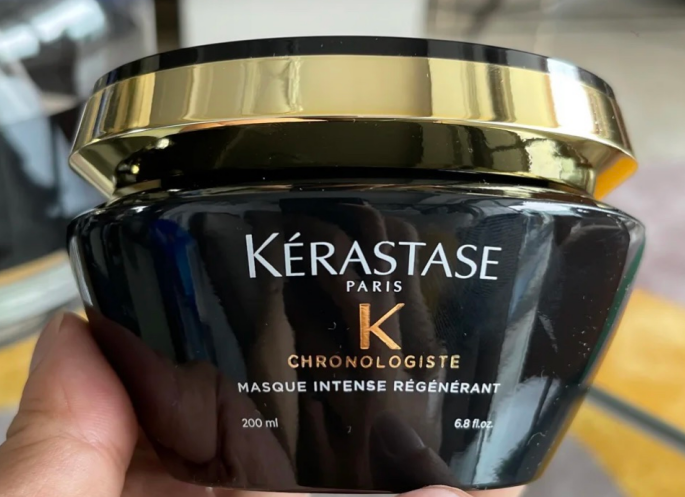 KÉRASTASE
PARIS
K
CHRONOLOGISTE
MASQUE INTENSE RÉGÉNÉRANT
200 ml 6.8 fl.oz.